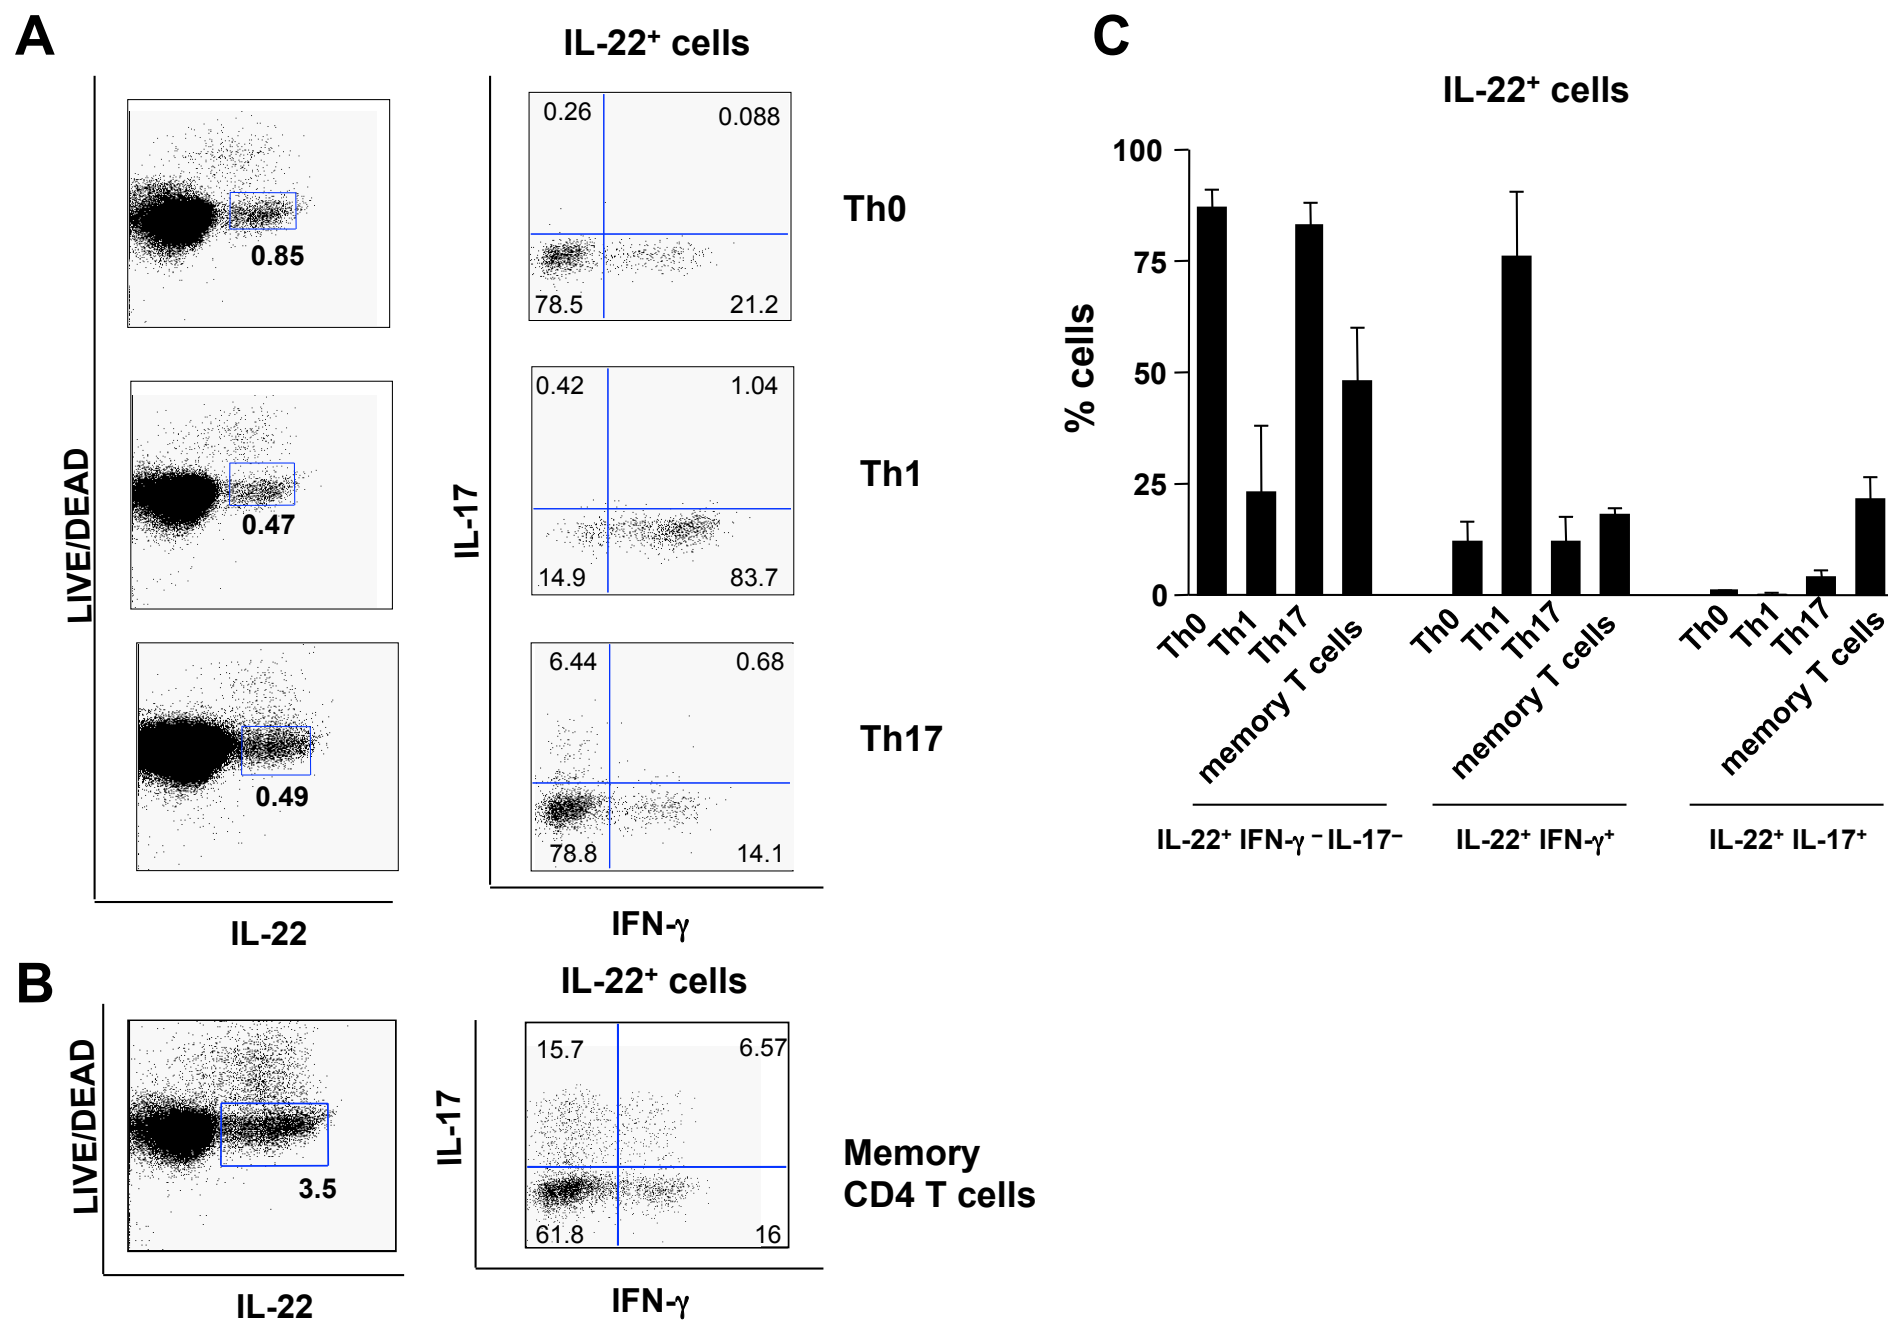 A
IL-22⁺ cells
LIVE/DEAD
0.85
0.47
0.49
IL-22
IL-17
0.26
0.088
78.5
21.2
Th0
0.42
1.04
14.9
83.7
Th1
6.44
0.68
78.8
14.1
Th17
IFN-γ
B
IL-22⁺ cells
LIVE/DEAD
3.5
IL-22
IL-17
15.7
6.57
61.8
16
IFN-γ
Memory
CD4 T cells
C
IL-22⁺ cells
% cells
100
75
50
25
0
Th0
Th1
Th17
memory T cells
IL-22⁺ IFN-γ⁻ IL-17⁻
Th0
Th1
Th17
memory T cells
IL-22⁺ IFN-γ⁺
Th0
Th1
Th17
memory T cells
IL-22⁺ IL-17⁺